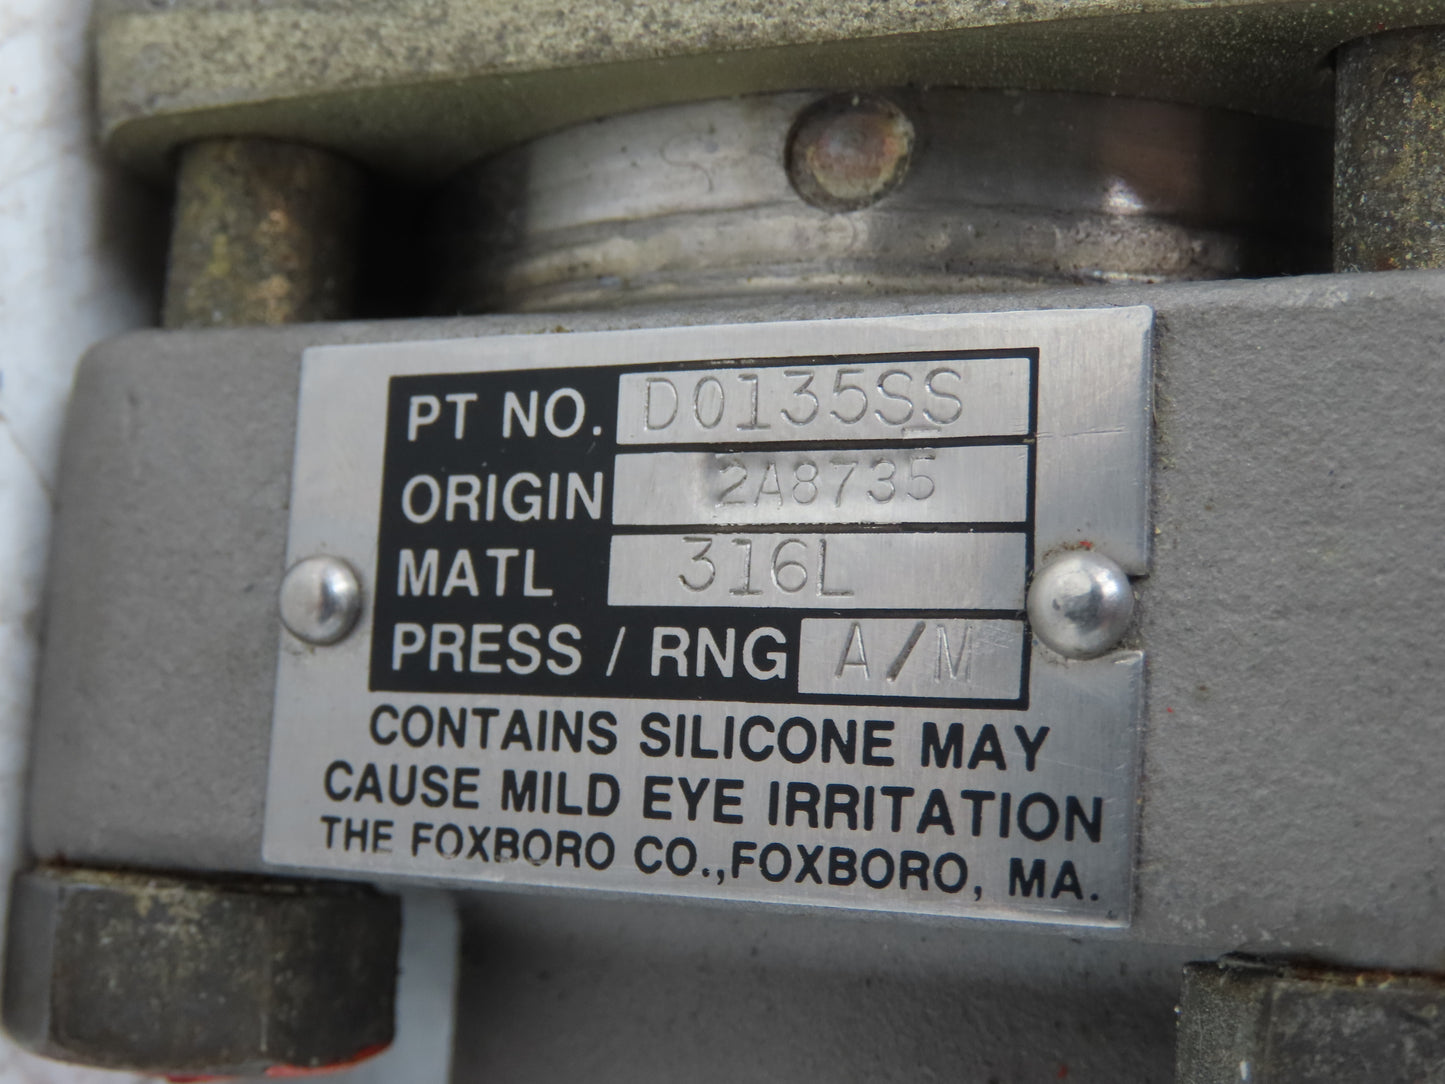 PT NO. D0135SS
ORIGIN 2A8735
MATL 316L
PRESS / RNG A/M
CONTAINS SILICONE MAY
CAUSE MILD EYE IRRITATION
THE FOXBORO CO., FOXBORO, MA.